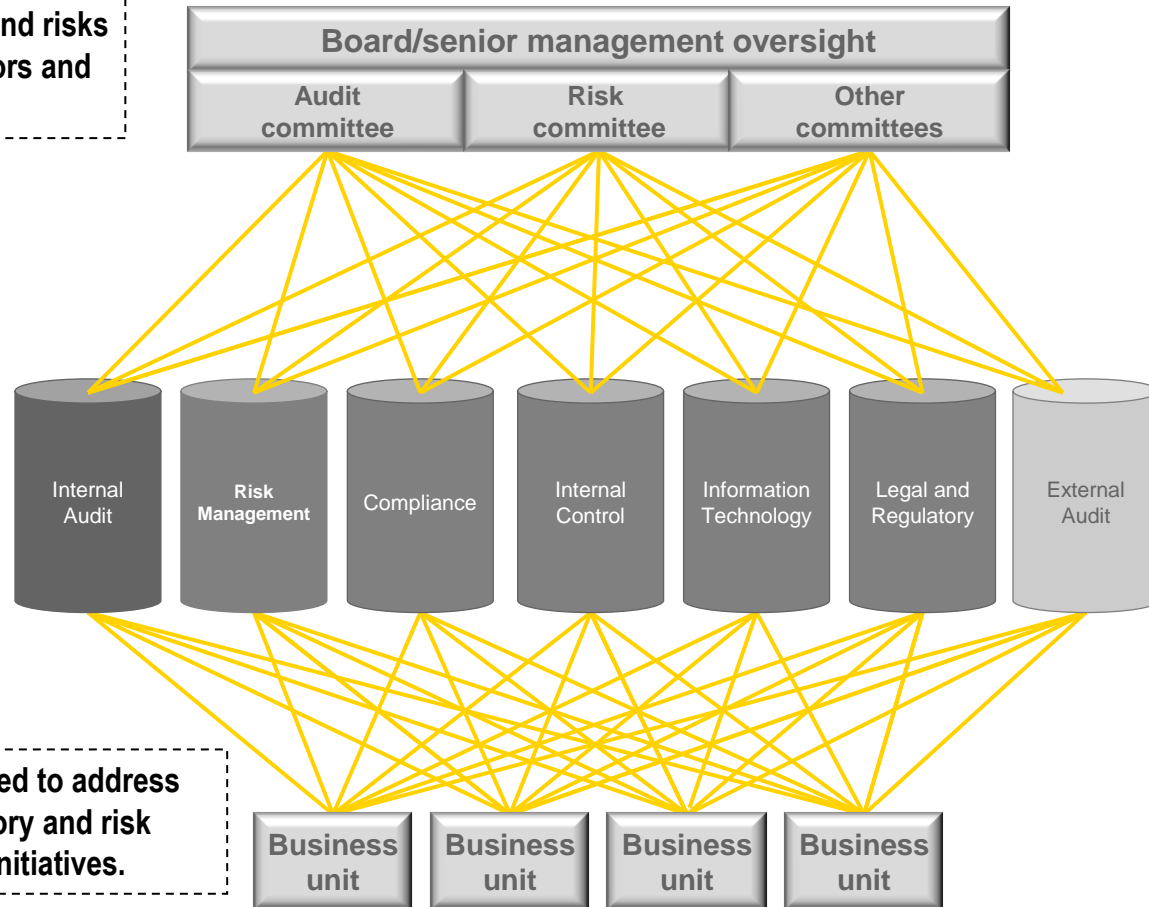 nd risks
ors and
Board/senior management oversight
Audit
committee
Risk
committee
Other
committees
Internal
Audit
Risk
Management
Compliance
Internal
Control
Information
Technology
Legal and
Regulatory
External
Audit
ed to address
ory and risk
nitiatives.
Business
unit
Business
unit
Business
unit
Business
unit